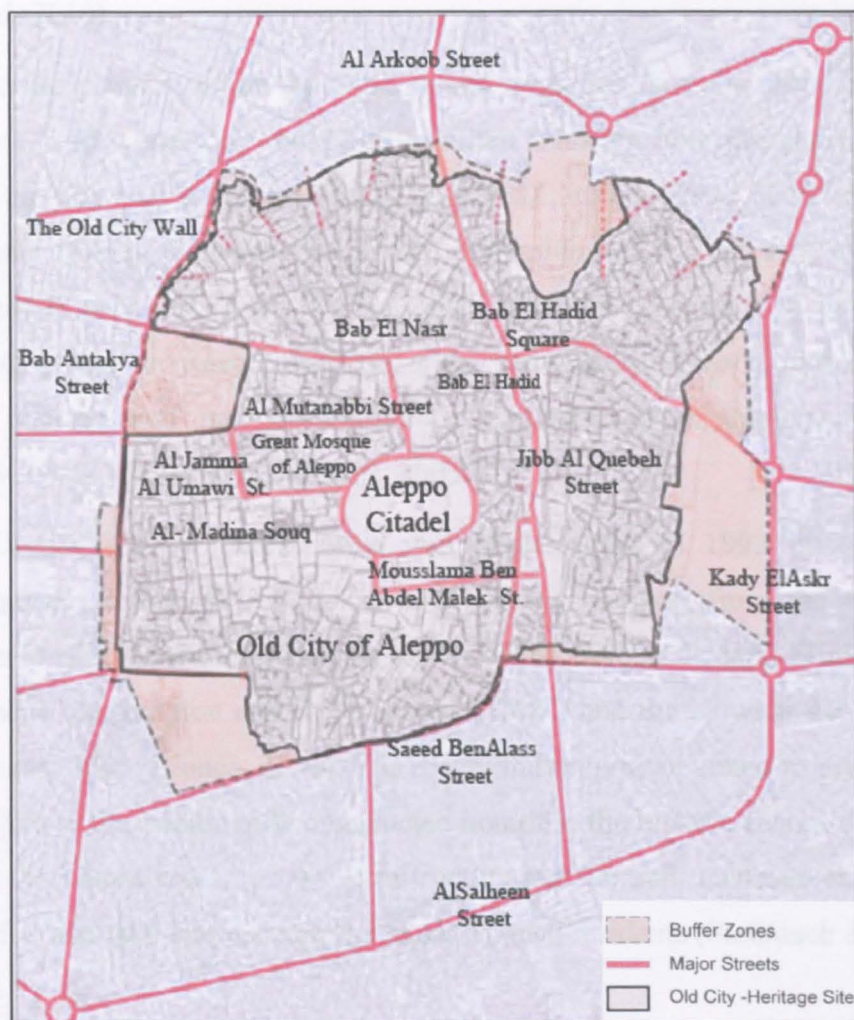 Al Arkoob Street
The Old City Wall
Bab El Nasr
Bab El Hadid
Square
Bab Antakya
Street
Bab El Hadid
Al Mutanabbi Street
Great Mosque
of Aleppo
Al Jamma
Al Umawi St.
Jibb Al Quebeh
Street
Aleppo
Citadel
Al- Madina Souq
Mousslama Ben
Abdel Malek St.
Kady ElAskr
Street
Old City of Aleppo
Saeed BenAlass
Street
AlSalheen
Street
Buffer Zones
Major Streets
Old City -Heritage Site